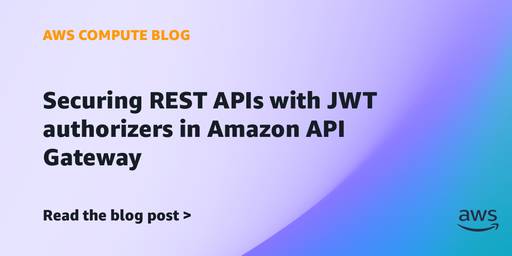 AWS COMPUTE BLOG
Securing REST APIs with JWT
authorizers in Amazon API
Gateway
Read the blog post >
aws